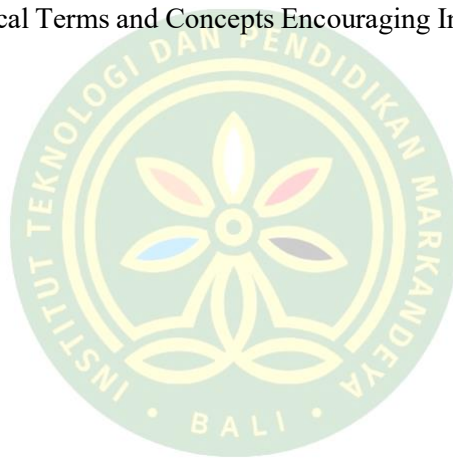 cal Terms and Concepts Encouraging In
INSTITUT TEKNOLOGI DAN PENDIDIKAN MARKANDEYA
• BALI •